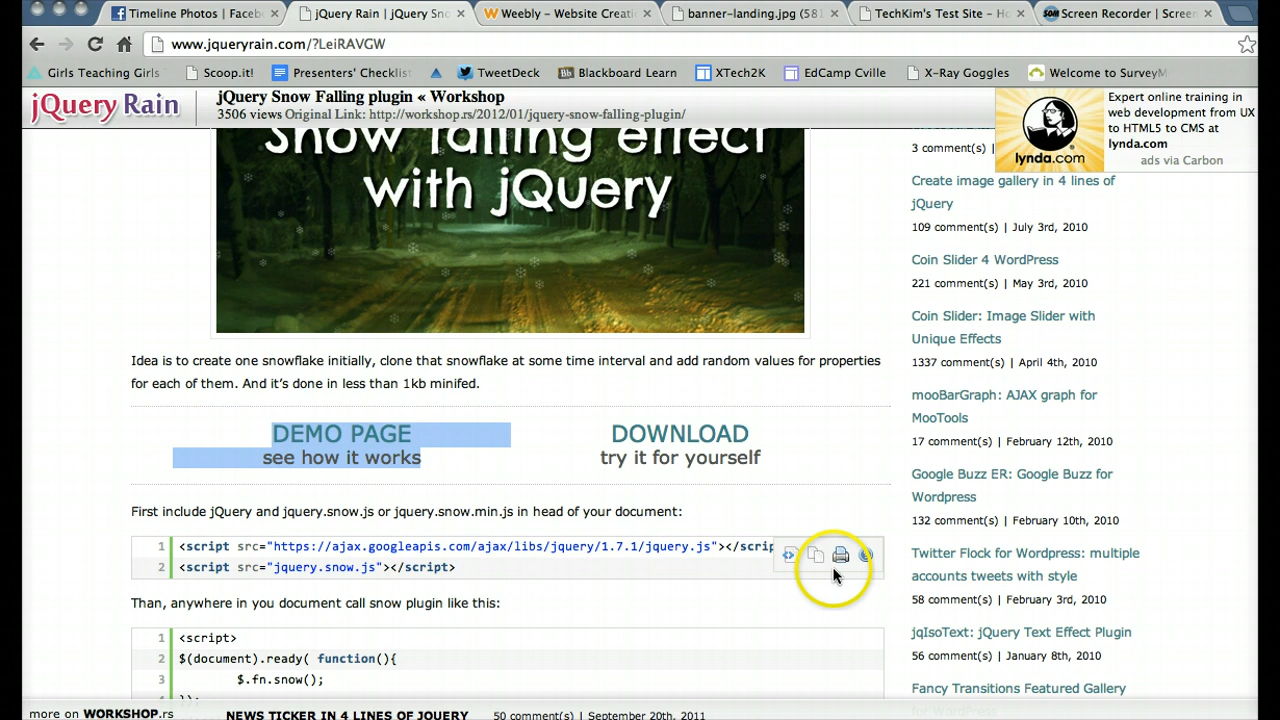 Timeline Photos | Faceb
jQuery Rain | jQuery Sno
Weebly - Website Creati
banner-landing.jpg (581
TechKim's Test Site - Ho
Screen Recorder | Screen
www.jqueryrain.com/?LeiRAVGW
Girls Teaching Girls
Scoop.it!
Presenters' Checklist
TweetDeck
Bb Blackboard Learn
XTech2K
EdCamp Cville
X-Ray Goggles
Welcome to SurveyM
jQuery Rain
jQuery Snow Falling plugin « Workshop
3506 views Original Link: http://workshop.rs/2012/01/jquery-snow-falling-plugin/
lynda.com
Expert online training in
web development from UX
to HTML5 to CMS at
lynda.com
ads via Carbon
Snow falling effect
with jQuery
Idea is to create one snowflake initially, clone that snowflake at some time interval and add random values for properties
for each of them. And it's done in less than 1kb minifed.
DEMO PAGE
see how it works
DOWNLOAD
try it for yourself
First include jQuery and jquery.snow.js or jquery.snow.min.js in head of your document:
1 <script src="https://ajax.googleapis.com/ajax/libs/jquery/1.7.1/jquery.js"></scrip
2 <script src="jquery.snow.js"></script>
Than, anywhere in you document call snow plugin like this:
1 <script>
2 $(document).ready( function(){
3 $.fn.snow();
4 });
3 comment(s) |
Create image gallery in 4 lines of
jQuery
109 comment(s) | July 3rd, 2010
Coin Slider 4 WordPress
221 comment(s) | May 3rd, 2010
Coin Slider: Image Slider with
Unique Effects
1337 comment(s) | April 4th, 2010
mooBarGraph: AJAX graph for
MooTools
17 comment(s) | February 12th, 2010
Google Buzz ER: Google Buzz for
Wordpress
132 comment(s) | February 10th, 2010
Twitter Flock for Wordpress: multiple
accounts tweets with style
58 comment(s) | February 3rd, 2010
jqIsoText: jQuery Text Effect Plugin
56 comment(s) | January 8th, 2010
Fancy Transitions Featured Gallery
for WordPress
more on WORKSHOP.rs
NEWS TICKER IN 4 LINES OF JQUERY
50 comment(s) | September 20th, 2011